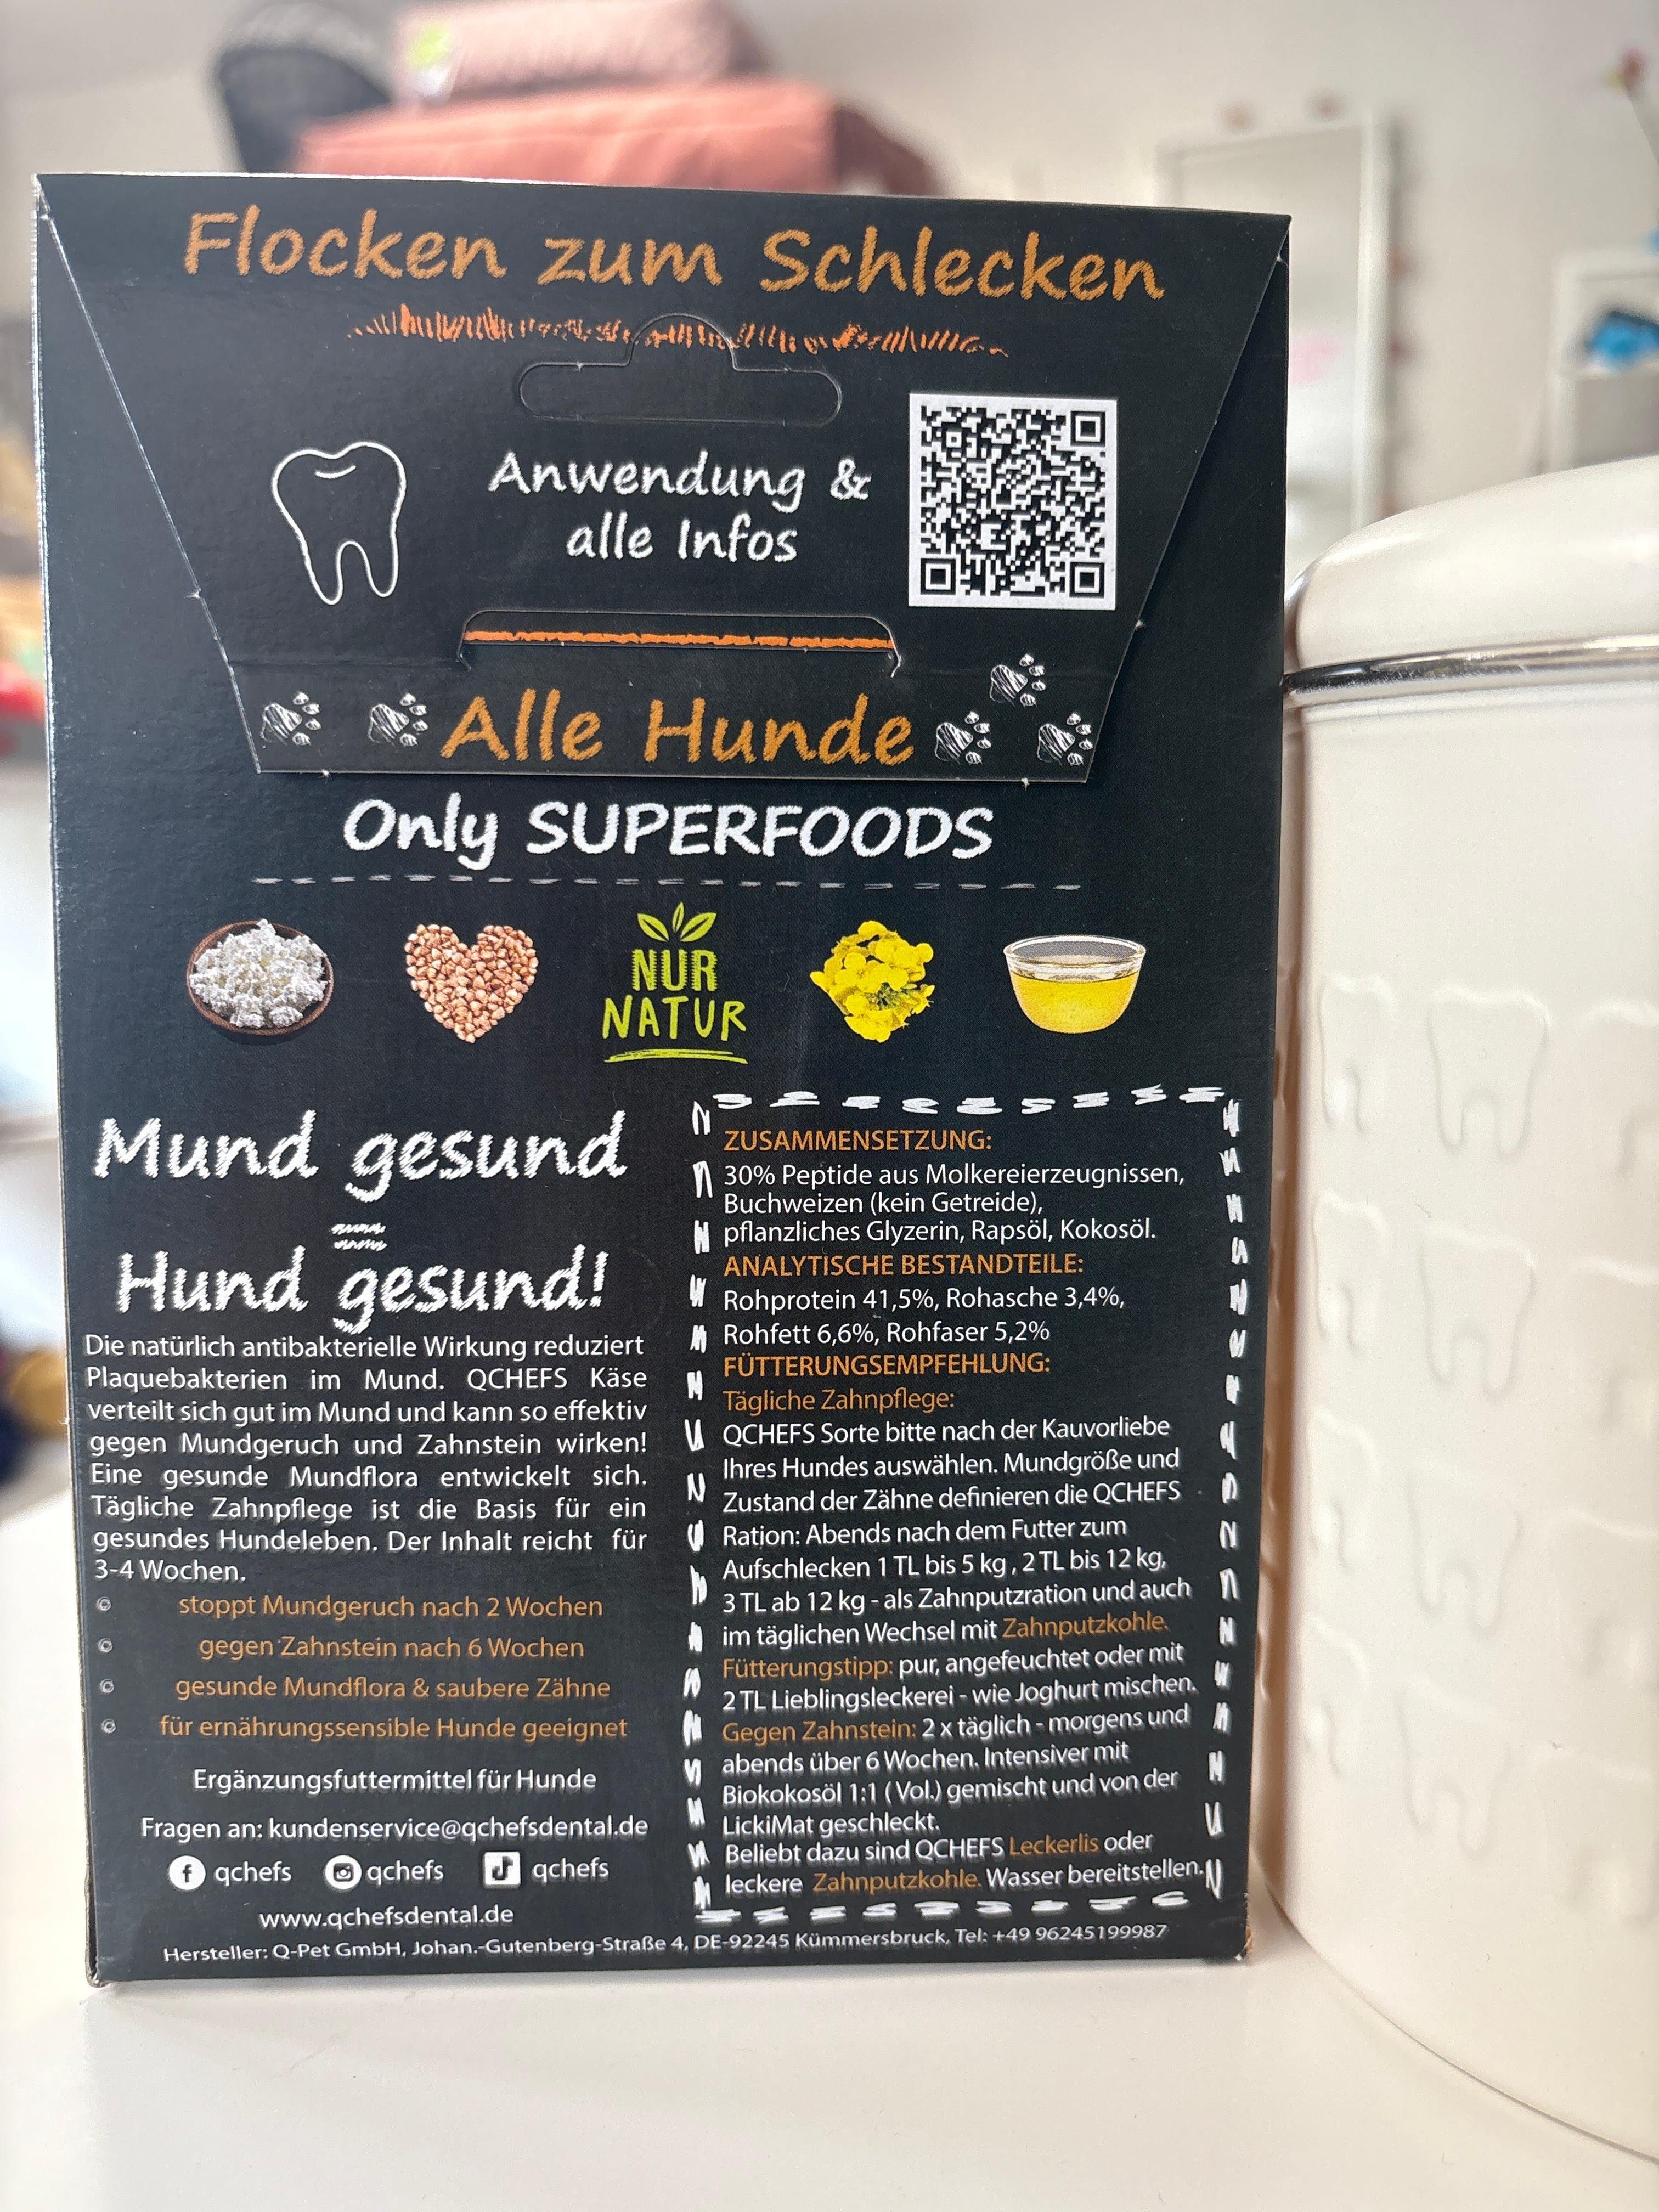 Flocken zum Schlecken
Anwendung &
alle Infos
Alle Hunde
Only SUPERFOODS
NUR
NATUR
Mund gesund
=
Hund gesund!
Die natürlich antibakterielle Wirkung reduziert
Plaquebakterien im Mund. QCHEFS Käse
verteilt sich gut im Mund und kann so effektiv
gegen Mundgeruch und Zahnstein wirken!
Eine gesunde Mundflora entwickelt sich.
Tägliche Zahnpflege ist die Basis für ein
gesundes Hundeleben. Der Inhalt reicht für
3-4 Wochen.
stoppt Mundgeruch nach 2 Wochen
gegen Zahnstein nach 6 Wochen
gesunde Mundflora & saubere Zähne
für ernährungssensible Hunde geeignet
Ergänzungsfuttermittel für Hunde
Fragen an: kundenservice@qchefsdental.de
qchefs qchefs qchefs
www.qchefsdental.de
ZUSAMMENSETZUNG:
30% Peptide aus Molkereierzeugnissen,
Buchweizen (kein Getreide),
pflanzliches Glyzerin, Rapsöl, Kokosöl.
ANALYTISCHE BESTANDTEILE:
Rohprotein 41,5%, Rohasche 3,4%,
Rohfett 6,6%, Rohfaser 5,2%
FÜTTERUNGSEMPFEHLUNG:
Tägliche Zahnpflege:
QCHEFS Sorte bitte nach der Kauvorliebe
Ihres Hundes auswählen. Mundgröße und
Zustand der Zähne definieren die QCHEFS
Ration: Abends nach dem Futter zum
Aufschlecken 1 TL bis 5 kg , 2 TL bis 12 kg,
3 TL ab 12 kg - als Zahnputzration und auch
im täglichen Wechsel mit Zahnputzkohle.
Fütterungstipp: pur, angefeuchtet oder mit
2 TL Lieblingsleckerei - wie Joghurt mischen.
Gegen Zahnstein: 2 x täglich - morgens und
abends über 6 Wochen. Intensiver mit
Biokokosöl 1:1 ( Vol.) gemischt und von der
LickiMat geschleckt.
Beliebt dazu sind QCHEFS Leckerlis oder
leckere Zahnputzkohle. Wasser bereitstellen.
Hersteller: Q-Pet GmbH, Johan.-Gutenberg-Straße 4, DE-92245 Kümmersbruck, Tel: +49 96245199987